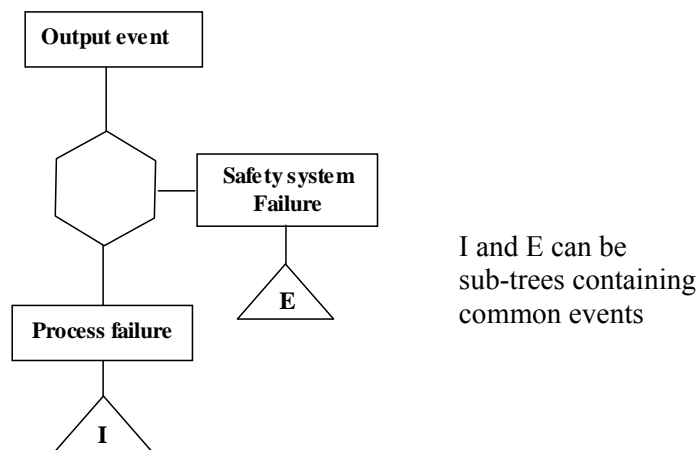 Output event
Safety system
Failure
I and E can be
sub-trees containing
common events
E
Process failure
I